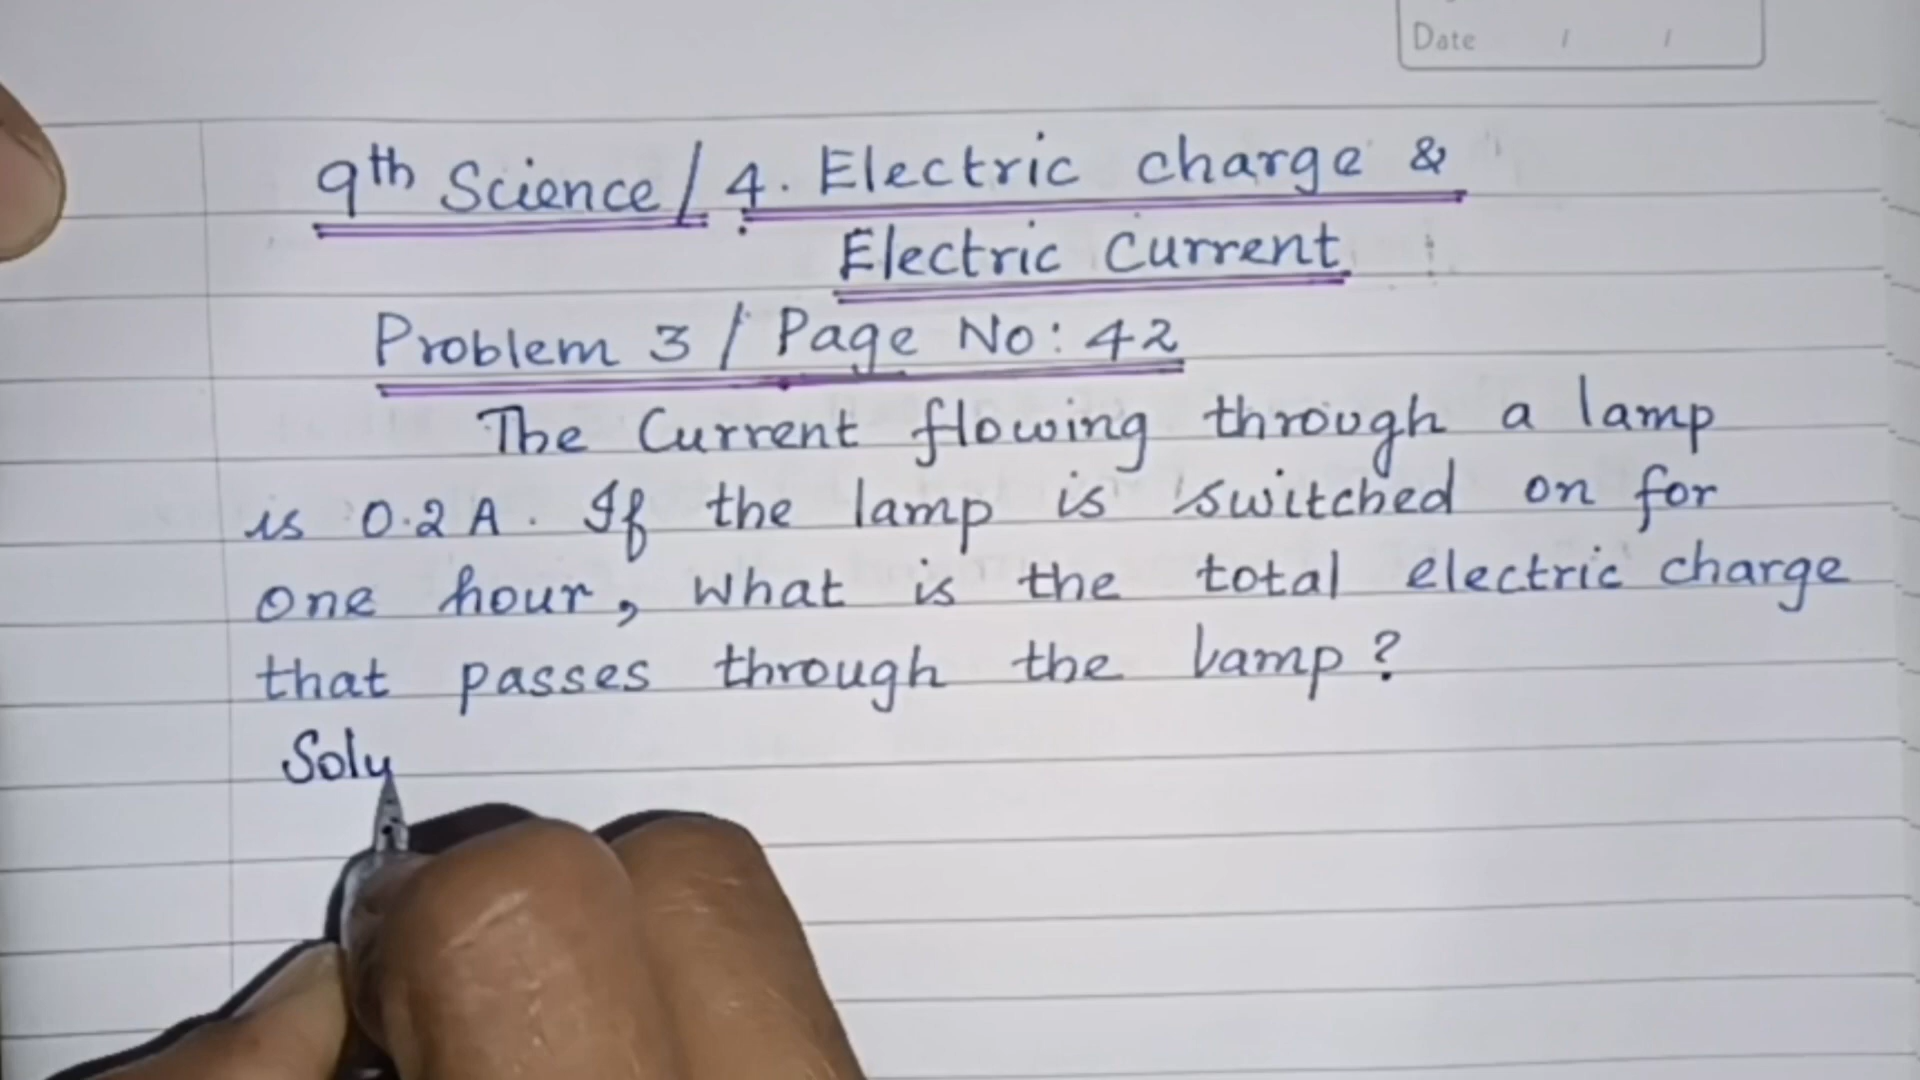 Date / /
9th Science / 4. Electric charge &
Electric Current
Problem 3 / Page No: 42
The Current flowing through a lamp
is 0.2 A. If the lamp is switched on for
one hour, what is the total electric charge
that passes through the lamp?
Solu